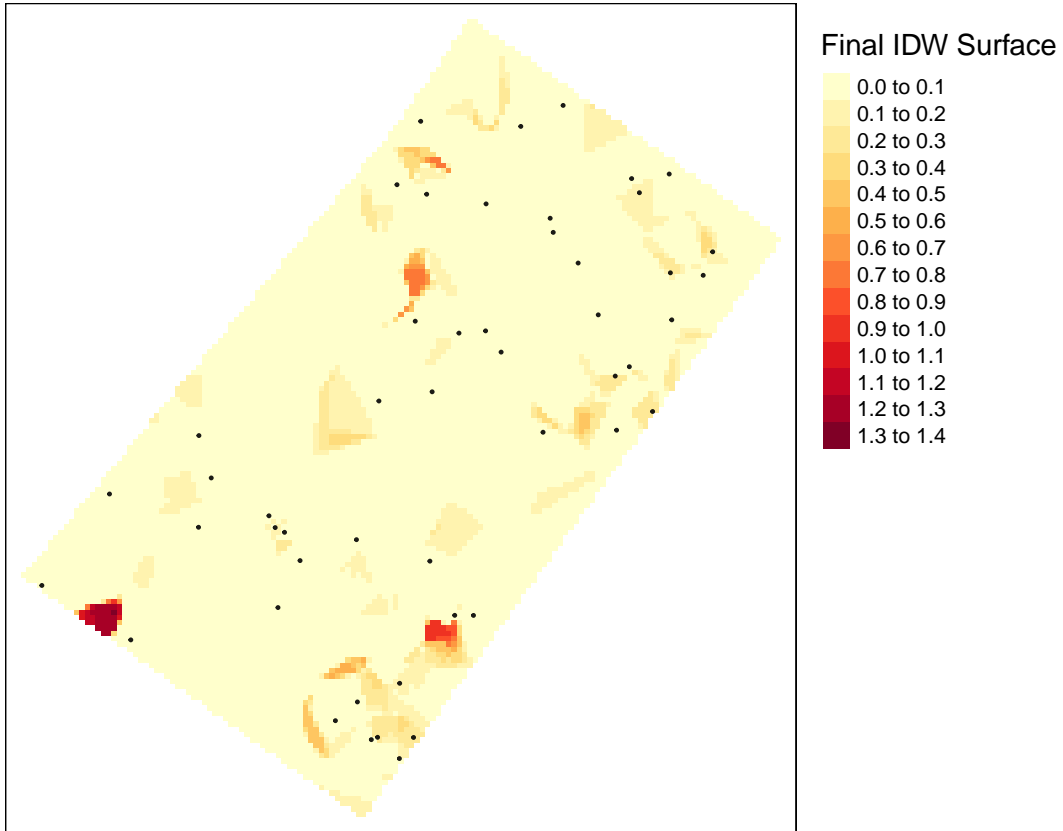 Final IDW Surface
0.0 to 0.1
0.1 to 0.2
0.2 to 0.3
0.3 to 0.4
0.4 to 0.5
0.5 to 0.6
0.6 to 0.7
0.7 to 0.8
0.8 to 0.9
0.9 to 1.0
1.0 to 1.1
1.1 to 1.2
1.2 to 1.3
1.3 to 1.4